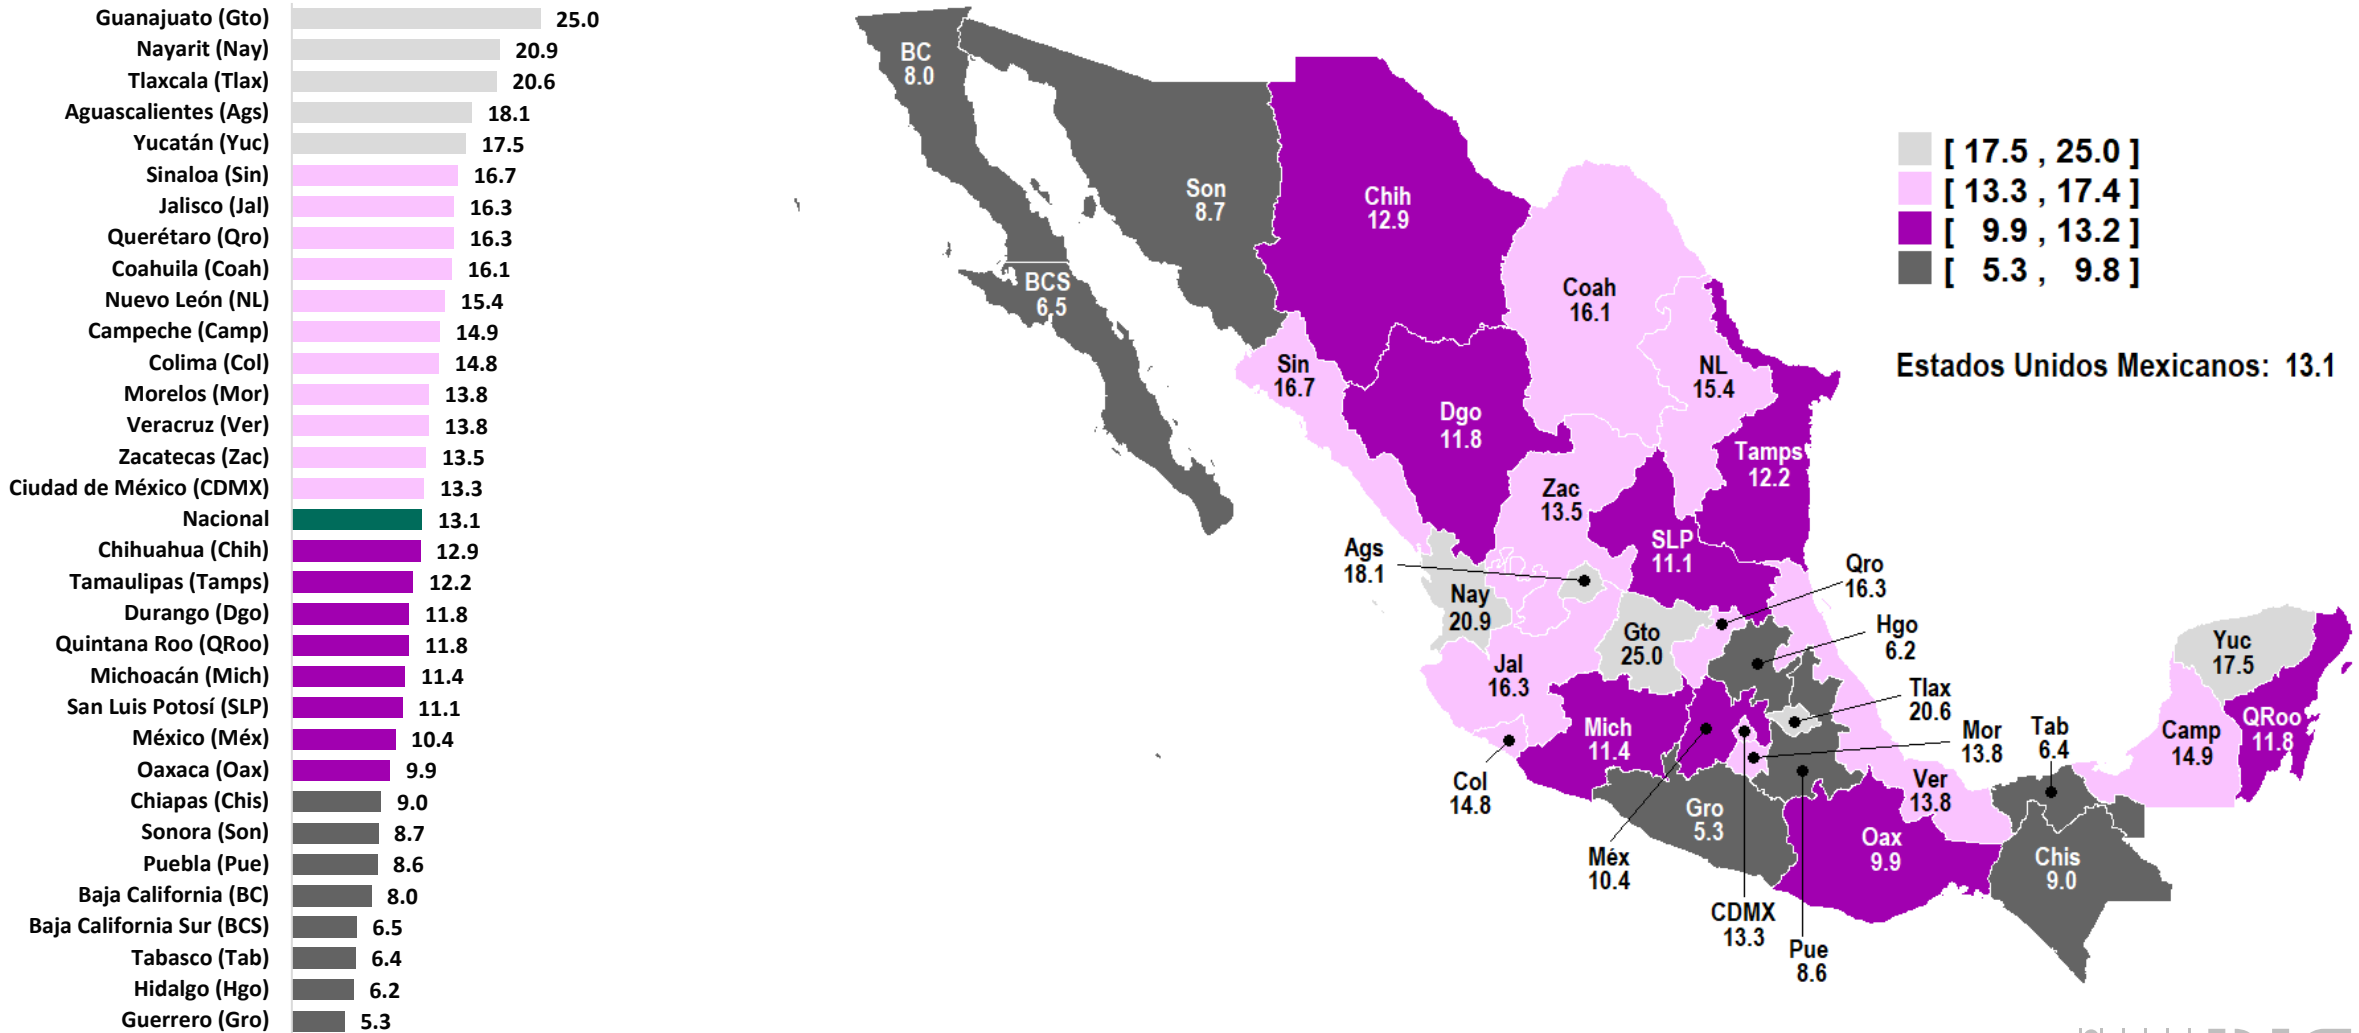 Guanajuato (Gto) 25.0
Nayarit (Nay) 20.9
Tlaxcala (Tlax) 20.6
Aguascalientes (Ags) 18.1
Yucatán (Yuc) 17.5
Sinaloa (Sin) 16.7
Jalisco (Jal) 16.3
Querétaro (Qro) 16.3
Coahuila (Coah) 16.1
Nuevo León (NL) 15.4
Campeche (Camp) 14.9
Colima (Col) 14.8
Morelos (Mor) 13.8
Veracruz (Ver) 13.8
Zacatecas (Zac) 13.5
Ciudad de México (CDMX) 13.3
Nacional 13.1
Chihuahua (Chih) 12.9
Tamaulipas (Tamps) 12.2
Durango (Dgo) 11.8
Quintana Roo (QRoo) 11.8
Michoacán (Mich) 11.4
San Luis Potosí (SLP) 11.1
México (Méx) 10.4
Oaxaca (Oax) 9.9
Chiapas (Chis) 9.0
Sonora (Son) 8.7
Puebla (Pue) 8.6
Baja California (BC) 8.0
Baja California Sur (BCS) 6.5
Tabasco (Tab) 6.4
Hidalgo (Hgo) 6.2
Guerrero (Gro) 5.3
BC
8.0
Son
8.7
Chih
12.9
BCS
6.5
Coah
16.1
Sin
16.7
NL
15.4
Dgo
11.8
Tamps
12.2
Zac
13.5
SLP
11.1
Ags
18.1
Nay
20.9
Gto
25.0
Qro
16.3
Hgo
6.2
Jal
16.3
Tlax
20.6
Mich
11.4
Mor
13.8
Tab
6.4
Yuc
17.5
QRoo
11.8
Camp
14.9
Col
14.8
Ver
13.8
Gro
5.3
Oax
9.9
Méx
10.4
Chis
9.0
CDMX
13.3
Pue
8.6
[ 17.5 , 25.0 ]
[ 13.3 , 17.4 ]
[ 9.9 , 13.2 ]
[ 5.3 , 9.8 ]
Estados Unidos Mexicanos: 13.1